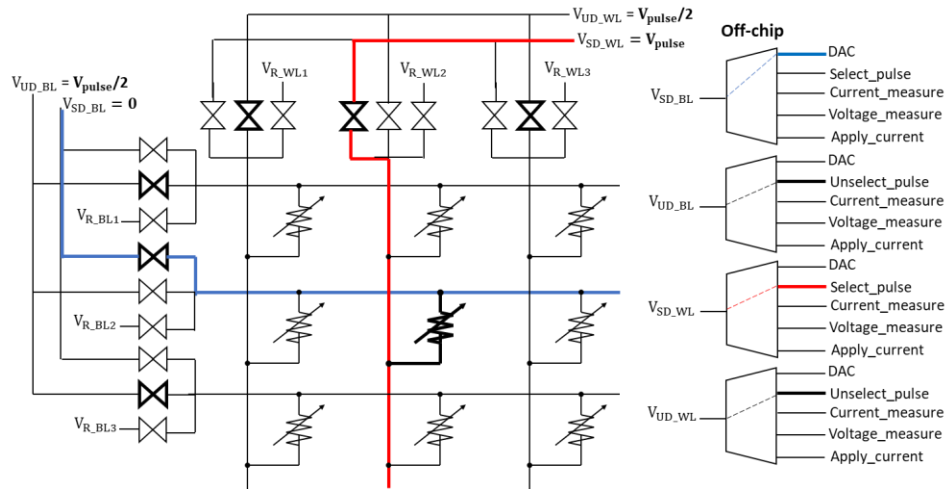 V_UD_WL = V_pulse/2
V_SD_WL = V_pulse
Off-chip
V_UD_BL = V_pulse/2
V_SD_BL = 0
V_R_WL1
V_R_WL2
V_R_WL3
V_R_BL1
V_R_BL2
V_R_BL3
V_SD_BL
DAC
Select_pulse
Current_measure
Voltage_measure
Apply_current
V_UD_BL
DAC
Unselect_pulse
Current_measure
Voltage_measure
Apply_current
V_SD_WL
DAC
Select_pulse
Current_measure
Voltage_measure
Apply_current
V_UD_WL
DAC
Unselect_pulse
Current_measure
Voltage_measure
Apply_current